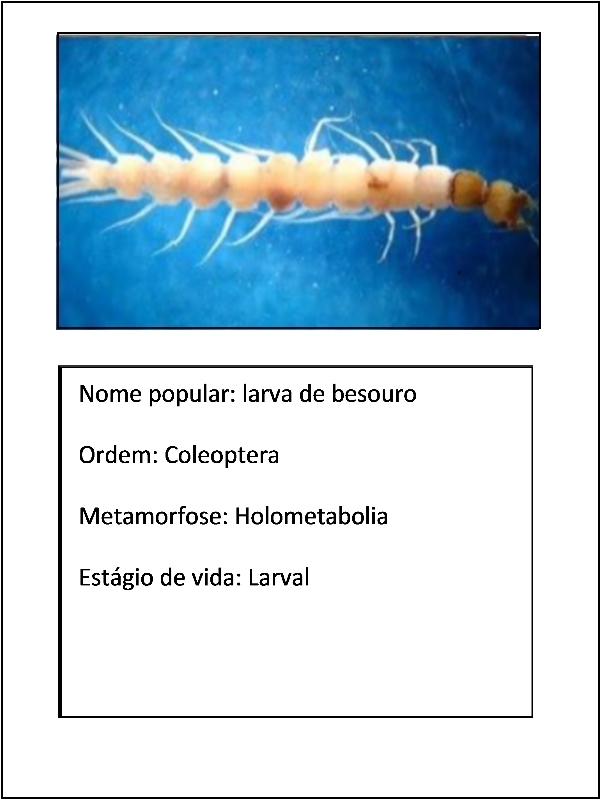 Nome popular: larva de besouro
Ordem: Coleoptera
Metamorfose: Holometabolia
Estágio de vida: Larval